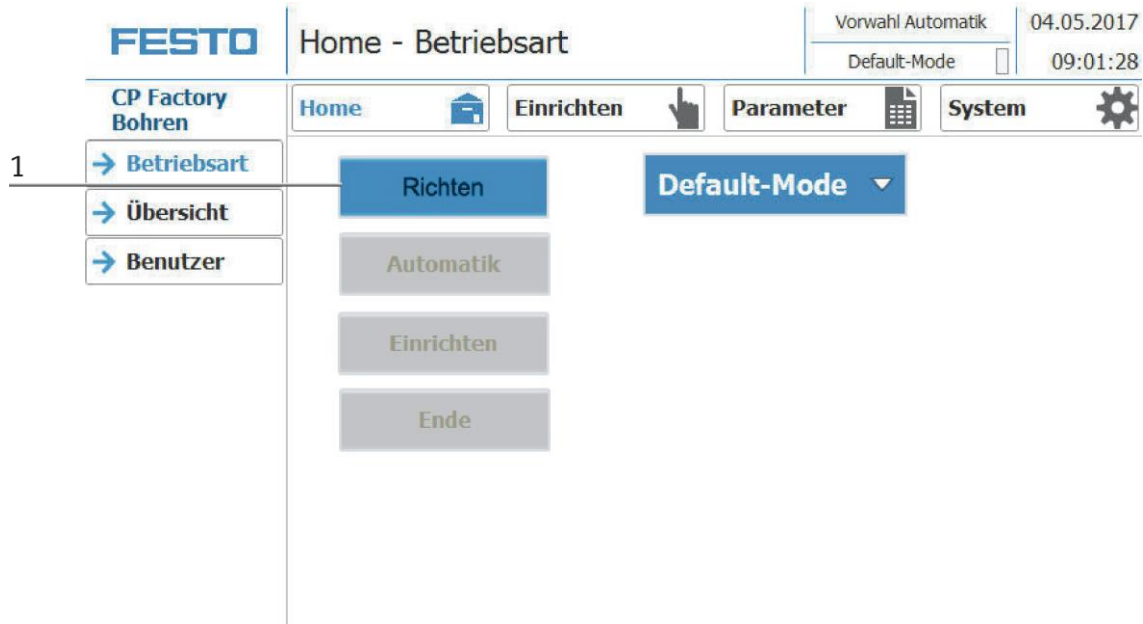 FESTO
Home - Betriebsart
Vorwahl Automatik
04.05.2017
Default-Mode
09:01:28
CP Factory
Bohren
Home
Einrichten
Parameter
System
1
Betriebsart
Übersicht
Benutzer
Richten
Default-Mode
Automatik
Einrichten
Ende